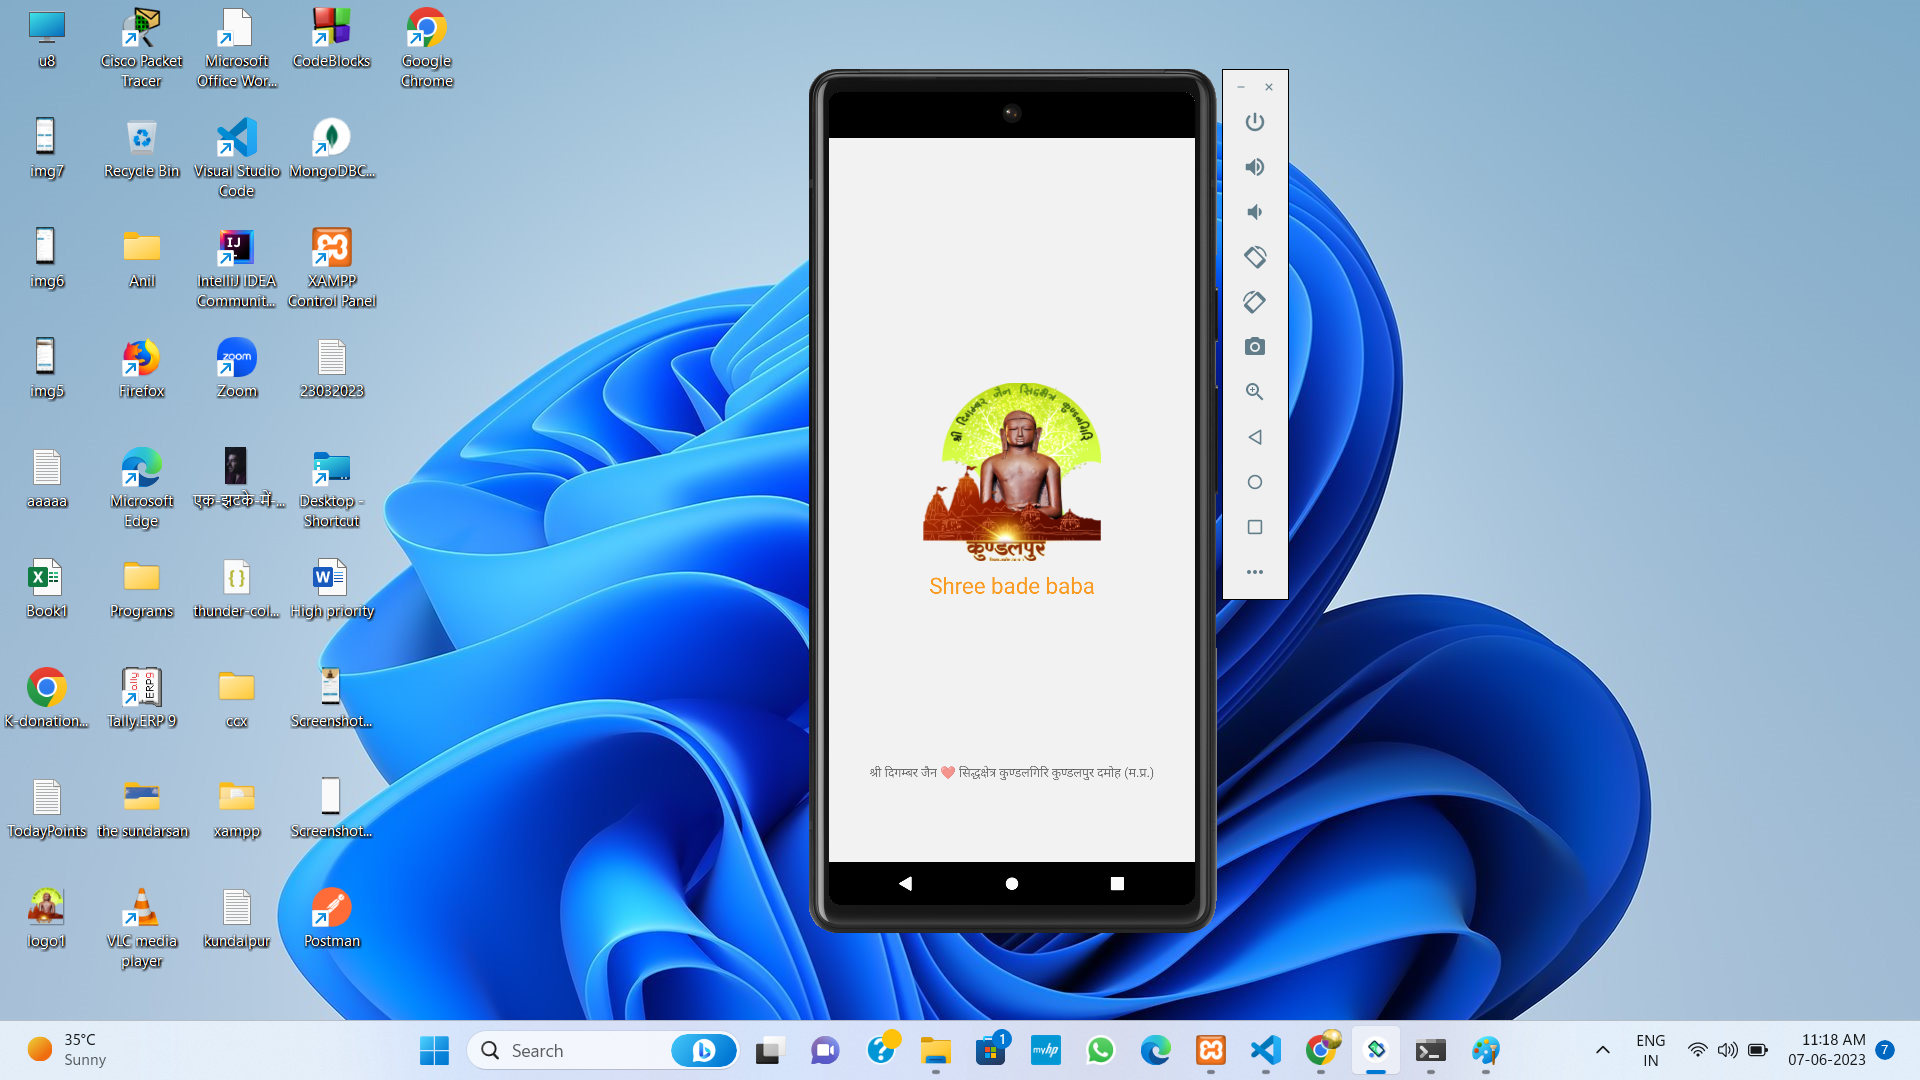 u8
Cisco Packet
Tracer
Microsoft
Office Wor...
CodeBlocks
Google
Chrome
img7
Recycle Bin
Visual Studio
Code
MongoDBC...
img6
Anil
IntelliJ IDEA
Communit...
XAMPP
Control Panel
img5
Firefox
zoom
Zoom
23032023
aaaaa
Microsoft
Edge
एक-झटके-में-...
Desktop -
Shortcut
Book1
Programs
thunder-col...
High priority
K-donation...
Tally.ERP 9
ccx
Screenshot...
TodayPoints
the sundarsan
xampp
Screenshot...
logo1
VLC media
player
kundalpur
Postman
श्री दिगम्बर जैन सिद्धक्षेत्र कुण्डलगिरि
कुण्डलपुर
Shree bade baba
श्री दिगम्बर जैन ❤️ सिद्धक्षेत्र कुण्डलगिरि कुण्डलपुर दमोह (म.प्र.)
35°C
Sunny
Search
1
myhp
ENG
IN
11:18 AM
07-06-2023
7